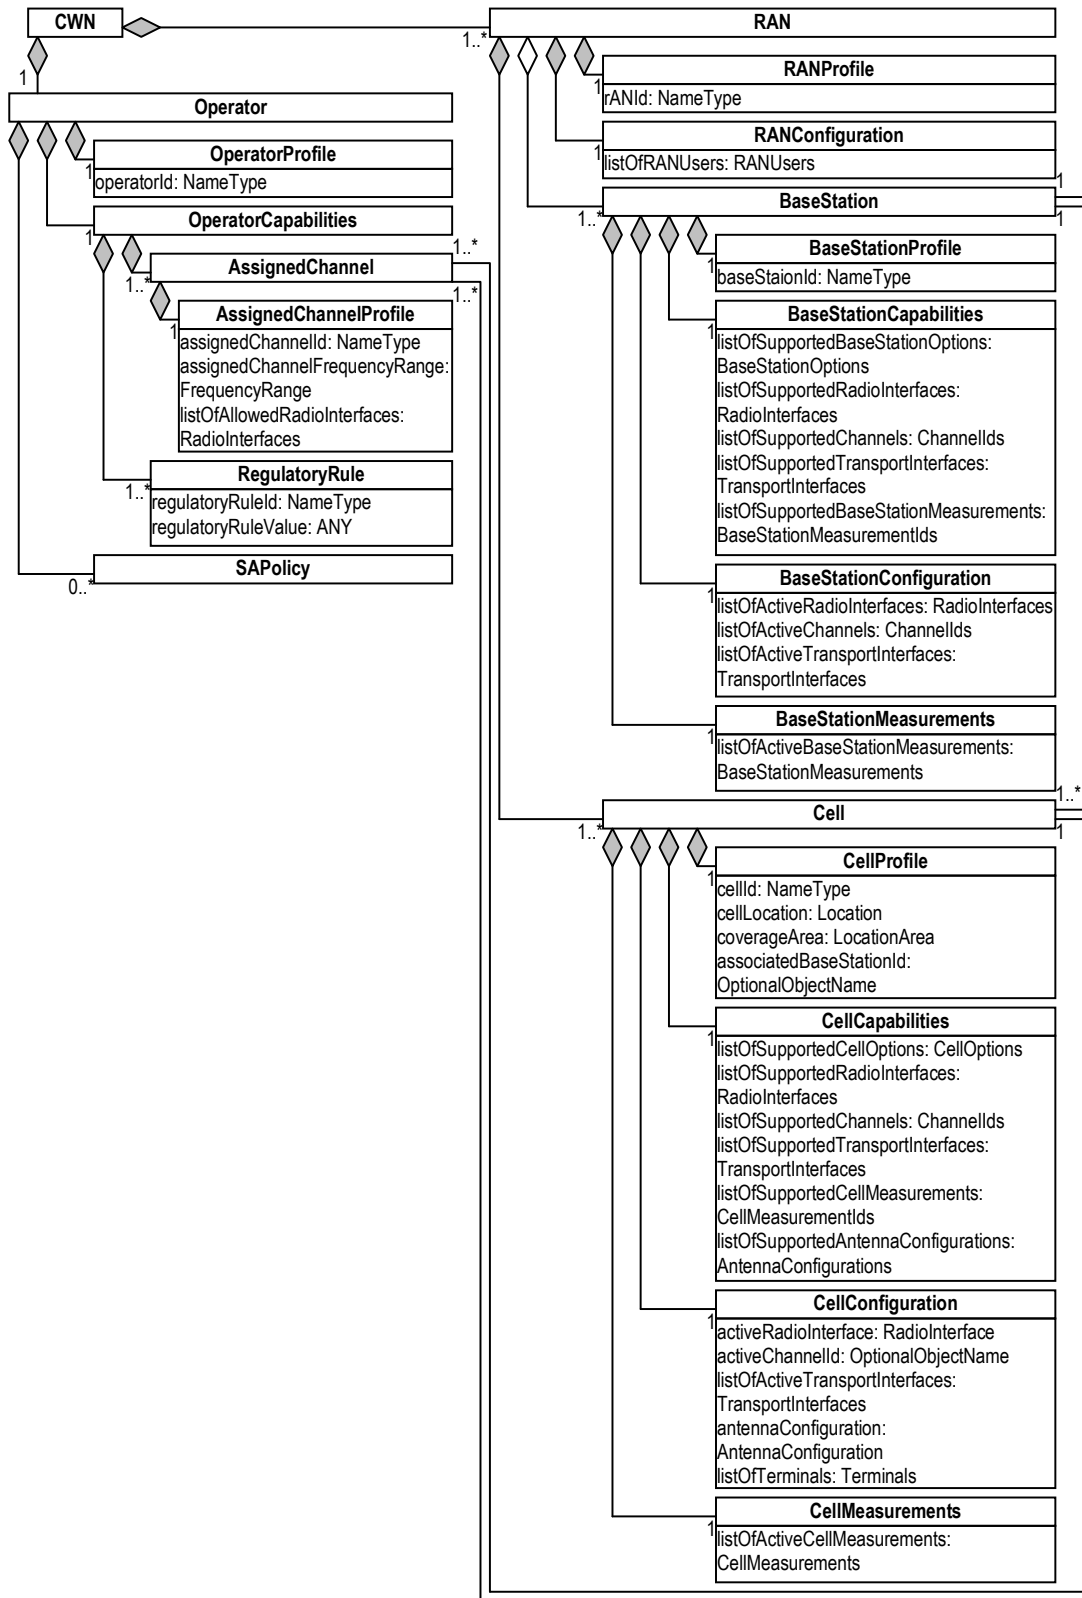 CWN
1
Operator
OperatorProfile
1
operatorId: NameType
OperatorCapabilities
1
1..*
AssignedChannel
1..*
1..*
AssignedChannelProfile
1
assignedChannelId: NameType
assignedChannelFrequencyRange:
FrequencyRange
listOfAllowedRadioInterfaces:
RadioInterfaces
RegulatoryRule
1..*
regulatoryRuleId: NameType
regulatoryRuleValue: ANY
SAPolicy
0..*
RAN
1..*
RANProfile
1
rANId: NameType
RANConfiguration
1
listOfRANUsers: RANUsers
BaseStation
1..*
1
1
BaseStationProfile
1
baseStaionId: NameType
BaseStationCapabilities
1
listOfSupportedBaseStationOptions:
BaseStationOptions
listOfSupportedRadioInterfaces:
RadioInterfaces
listOfSupportedChannels: ChannelIds
listOfSupportedTransportInterfaces:
TransportInterfaces
listOfSupportedBaseStationMeasurements:
BaseStationMeasurementIds
BaseStationConfiguration
1
listOfActiveRadioInterfaces: RadioInterfaces
listOfActiveChannels: ChannelIds
listOfActiveTransportInterfaces:
TransportInterfaces
BaseStationMeasurements
1
listOfActiveBaseStationMeasurements:
BaseStationMeasurements
1..*
Cell
1..*
1
CellProfile
1
cellId: NameType
cellLocation: Location
coverageArea: LocationArea
associatedBaseStationId:
OptionalObjectName
CellCapabilities
1
listOfSupportedCellOptions: CellOptions
listOfSupportedRadioInterfaces:
RadioInterfaces
listOfSupportedChannels: ChannelIds
listOfSupportedTransportInterfaces:
TransportInterfaces
listOfSupportedCellMeasurements:
CellMeasurementIds
listOfSupportedAntennaConfigurations:
AntennaConfigurations
CellConfiguration
1
activeRadioInterface: RadioInterface
activeChannelId: OptionalObjectName
listOfActiveTransportInterfaces:
TransportInterfaces
antennaConfiguration:
AntennaConfiguration
listOfTerminals: Terminals
CellMeasurements
1
listOfActiveCellMeasurements:
CellMeasurements